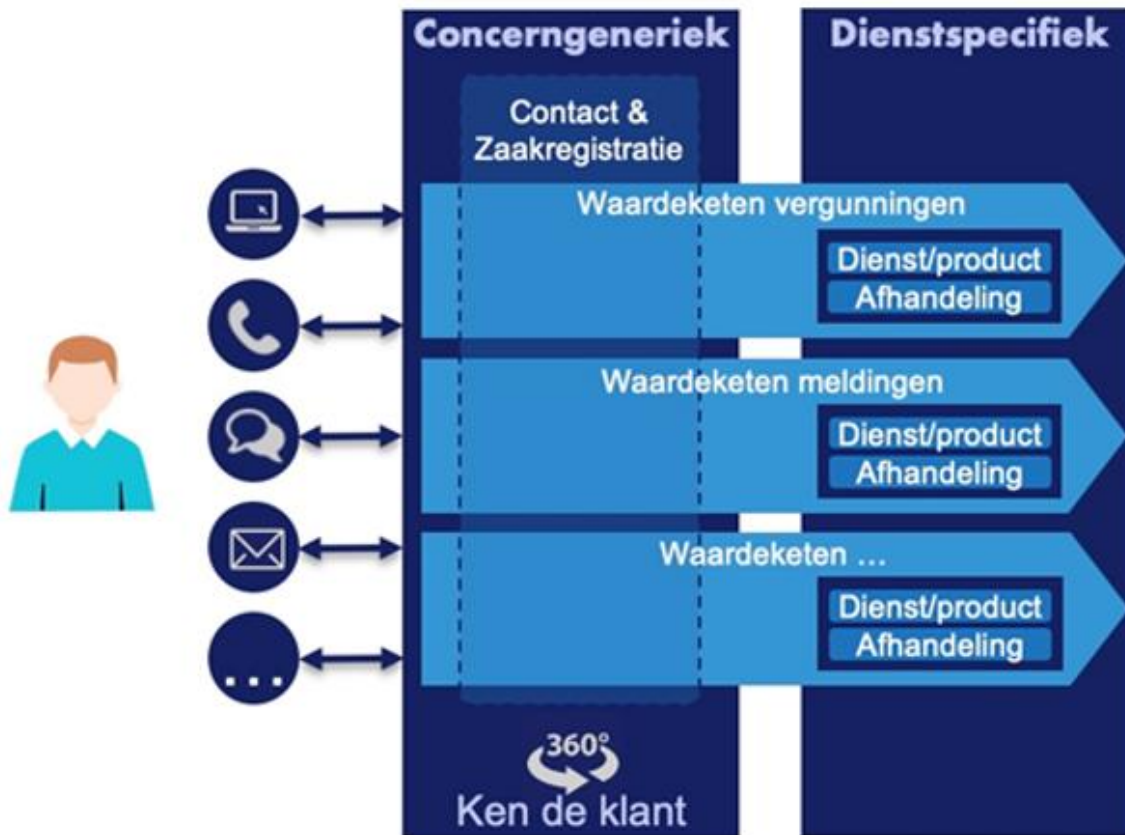 Concerngeneriek
Dienstspecifiek
Contact &
Zaakregistratie
Waardeketen vergunningen
Dienst/product
Afhandeling
Waardeketen meldingen
Dienst/product
Afhandeling
Waardeketen ...
Dienst/product
Afhandeling
...
360°
Ken de klant